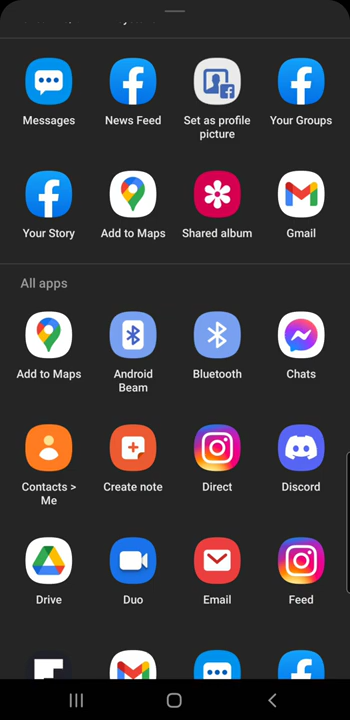 Messages
News Feed
Set as profile
picture
Your Groups
Your Story
Add to Maps
Shared album
Gmail
All apps
Add to Maps
Android
Beam
Bluetooth
Chats
Contacts >
Me
Create note
Direct
Discord
Drive
Duo
Email
Feed